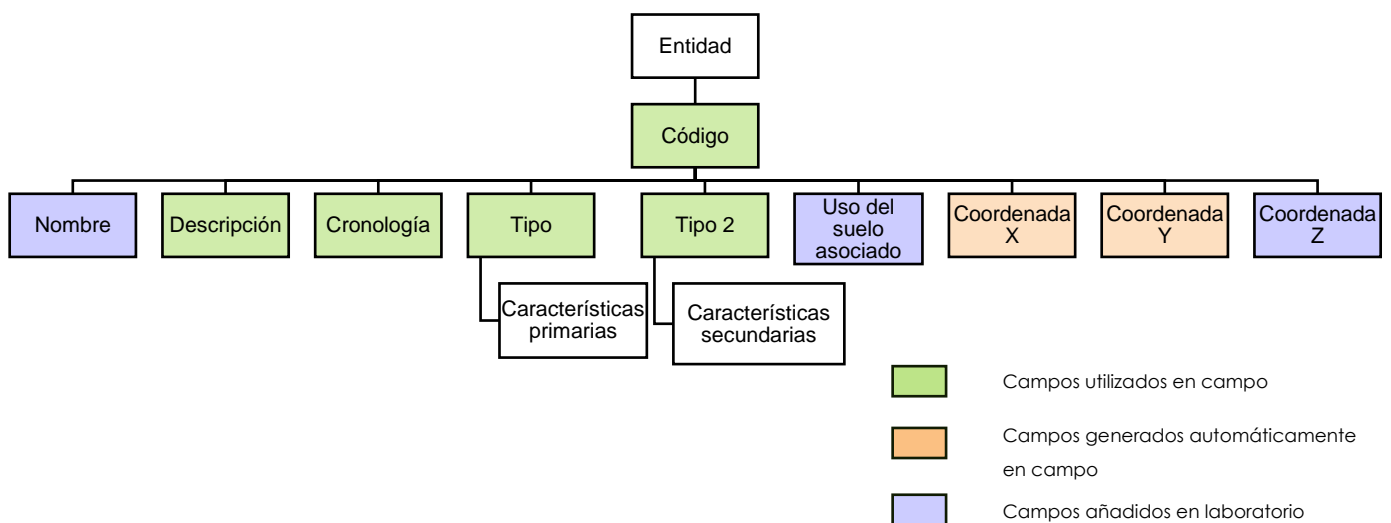 Entidad
Código
Nombre
Descripción
Cronología
Tipo
Tipo 2
Uso del
suelo
asociado
Coordenada
X
Coordenada
Y
Coordenada
Z
Características
primarias
Características
secundarias
Campos utilizados en campo
Campos generados automáticamente
en campo
Campos añadidos en laboratorio